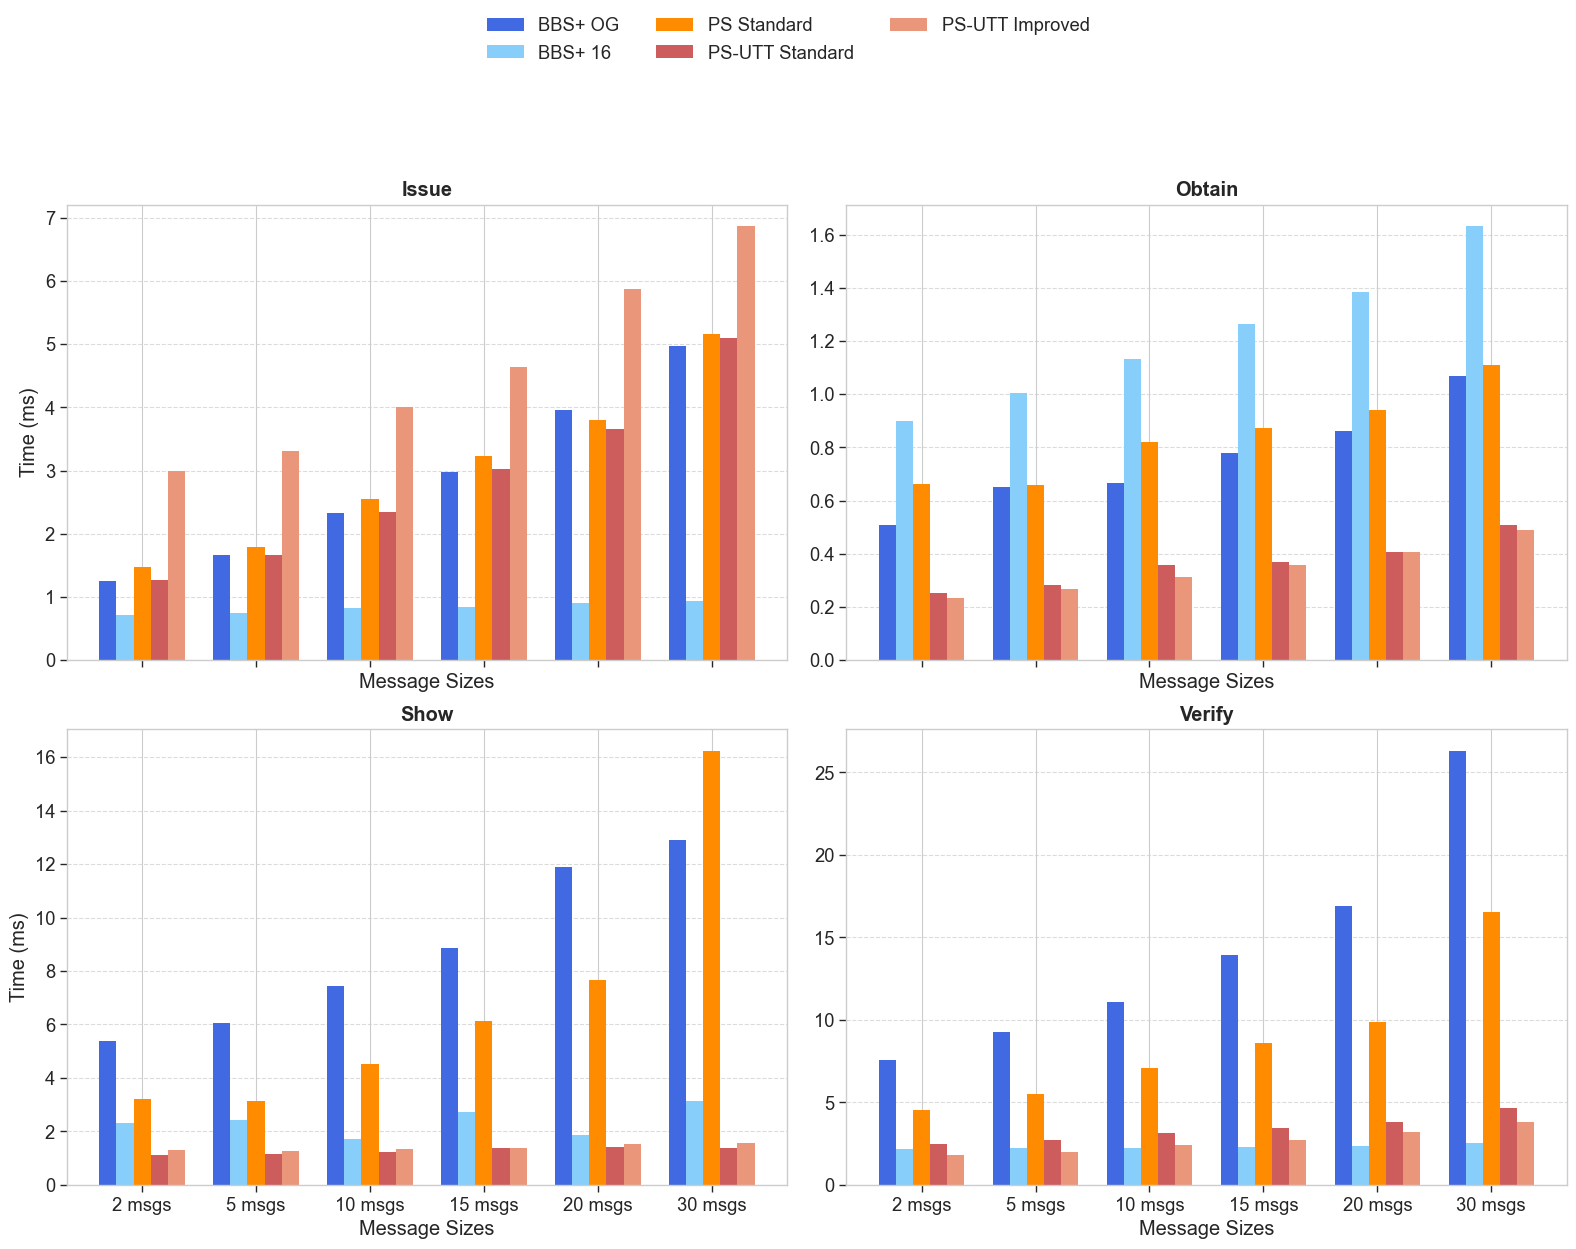 BBS+ OG
BBS+ 16
PS Standard
PS-UTT Standard
PS-UTT Improved
Issue
Time (ms)
7
6
5
4
3
2
1
0
Message Sizes
Obtain
1.6
1.4
1.2
1.0
0.8
0.6
0.4
0.2
0.0
Message Sizes
Show
Time (ms)
16
14
12
10
8
6
4
2
0
2 msgs 5 msgs 10 msgs 15 msgs 20 msgs 30 msgs
Message Sizes
Verify
25
20
15
10
5
0
2 msgs 5 msgs 10 msgs 15 msgs 20 msgs 30 msgs
Message Sizes